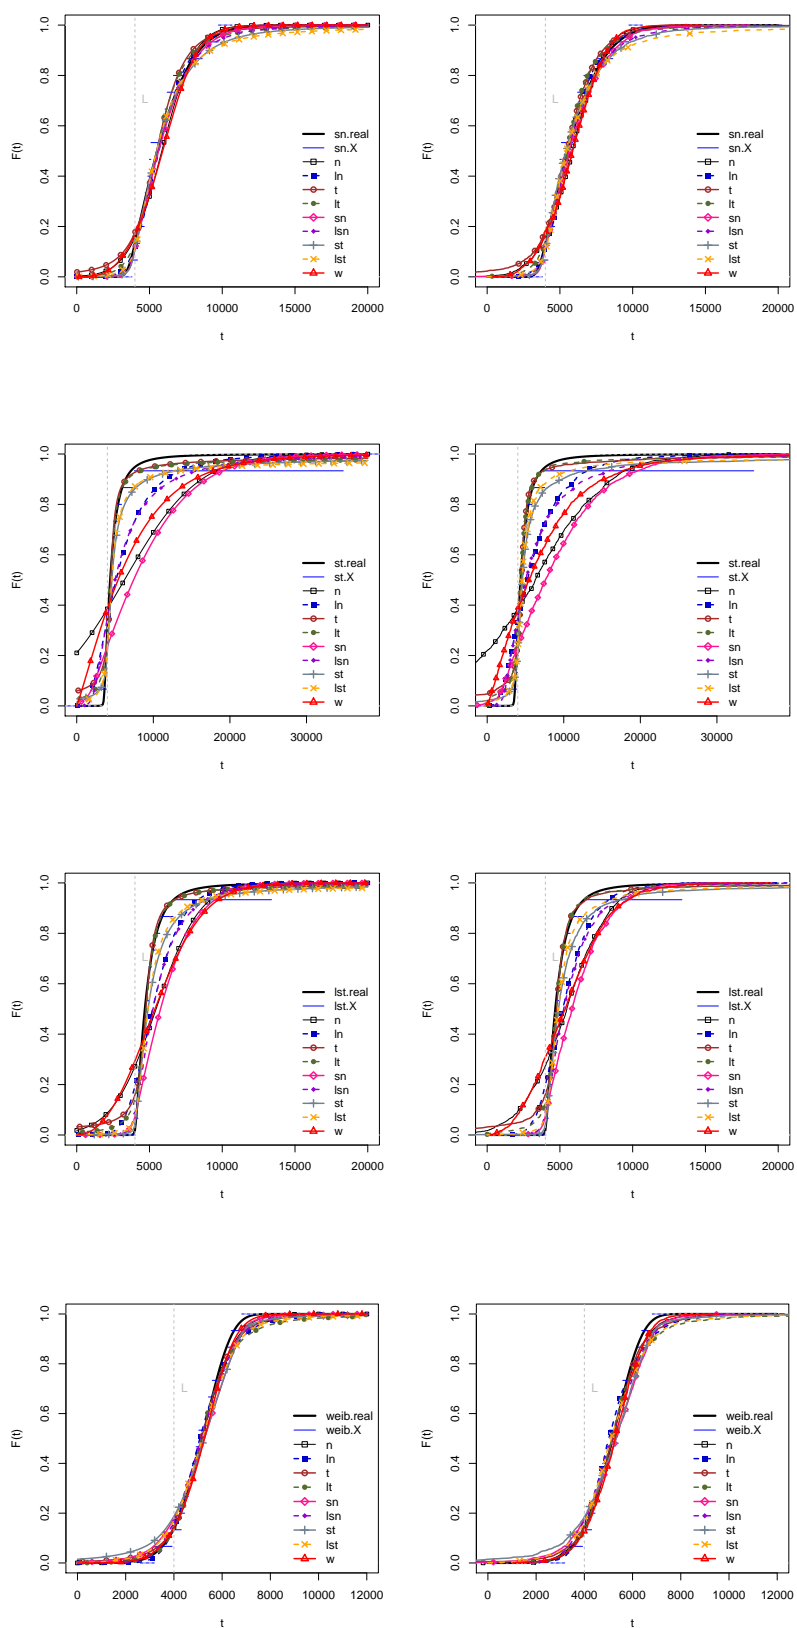 F(t)
0.0 0.2 0.4 0.6 0.8 1.0
L
sn.real
sn.X
n
ln
t
lt
sn
lsn
st
lst
w
0 5000 10000 15000 20000
t
F(t)
0.0 0.2 0.4 0.6 0.8 1.0
L
sn.real
sn.X
n
ln
t
lt
sn
lsn
st
lst
w
0 5000 10000 15000 20000
t
F(t)
0.0 0.2 0.4 0.6 0.8 1.0
st.real
st.X
n
ln
t
lt
sn
lsn
st
lst
w
0 10000 20000 30000
t
F(t)
0.0 0.2 0.4 0.6 0.8 1.0
st.real
st.X
n
ln
t
lt
sn
lsn
st
lst
w
0 10000 20000 30000
t
F(t)
0.0 0.2 0.4 0.6 0.8 1.0
L
lst.real
lst.X
n
ln
t
lt
sn
lsn
st
lst
w
0 5000 10000 15000 20000
t
F(t)
0.0 0.2 0.4 0.6 0.8 1.0
L
lst.real
lst.X
n
ln
t
lt
sn
lsn
st
lst
w
0 5000 10000 15000 20000
t
F(t)
0.0 0.2 0.4 0.6 0.8 1.0
L
weib.real
weib.X
n
ln
t
lt
sn
lsn
st
lst
w
0 2000 4000 6000 8000 10000 12000
t
F(t)
0.0 0.2 0.4 0.6 0.8 1.0
L
weib.real
weib.X
n
ln
t
lt
sn
lsn
st
lst
w
0 2000 4000 6000 8000 10000 12000
t